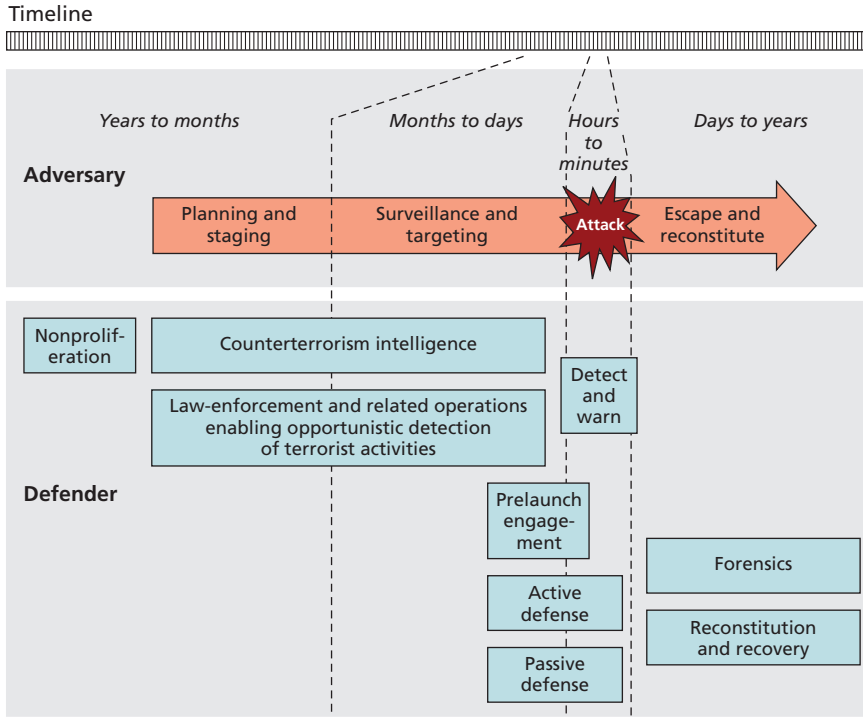 Timeline
Years to months
Months to days
Hours
to
minutes
Days to years
Adversary
Planning and
staging
Surveillance and
targeting
Attack
Escape and
reconstitute
Nonprolif-
eration
Counterterrorism intelligence
Detect
and
warn
Law-enforcement and related operations
enabling opportunistic detection
of terrorist activities
Defender
Prelaunch
engage-
ment
Forensics
Active
defense
Reconstitution
and recovery
Passive
defense